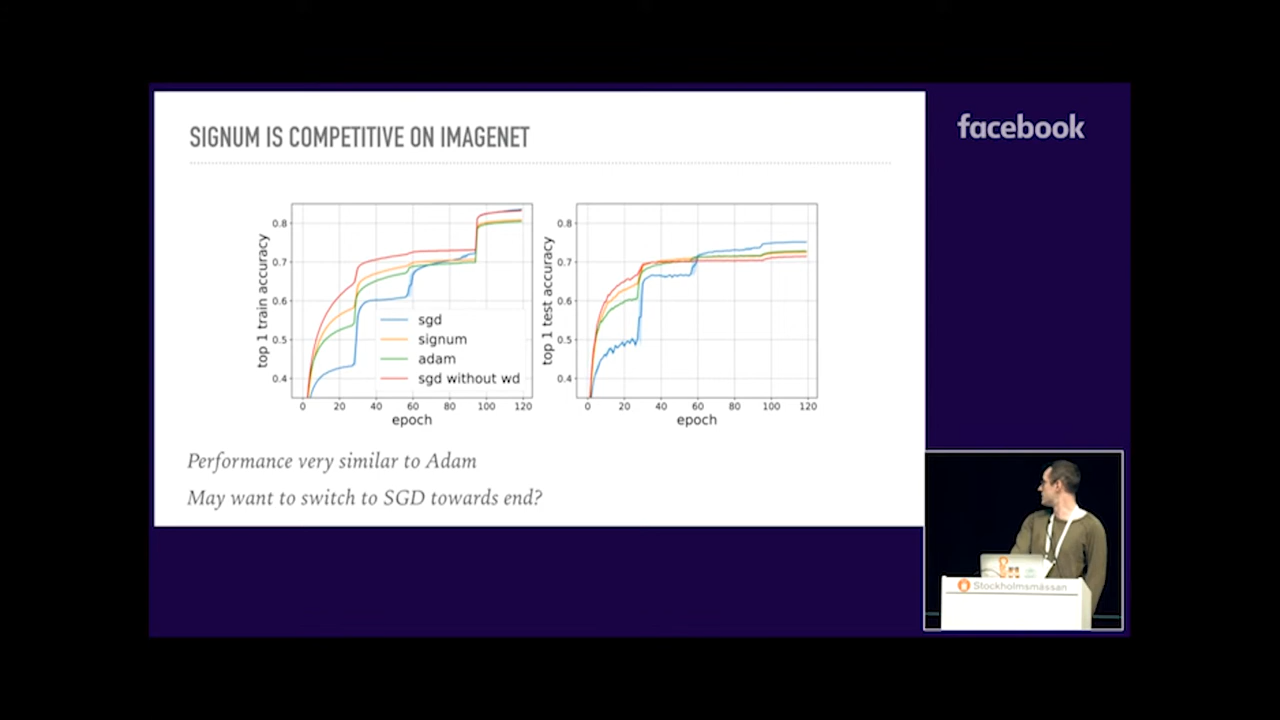 SIGNUM IS COMPETITIVE ON IMAGENET
facebook
top 1 train accuracy
0.8
0.7
0.6
0.5
0.4
sgd
signum
adam
sgd without wd
0 20 40 60 80 100 120
epoch
top 1 test accuracy
0.8
0.7
0.6
0.5
0.4
0 20 40 60 80 100 120
epoch
Performance very similar to Adam
May want to switch to SGD towards end?
Stockholmsmässan